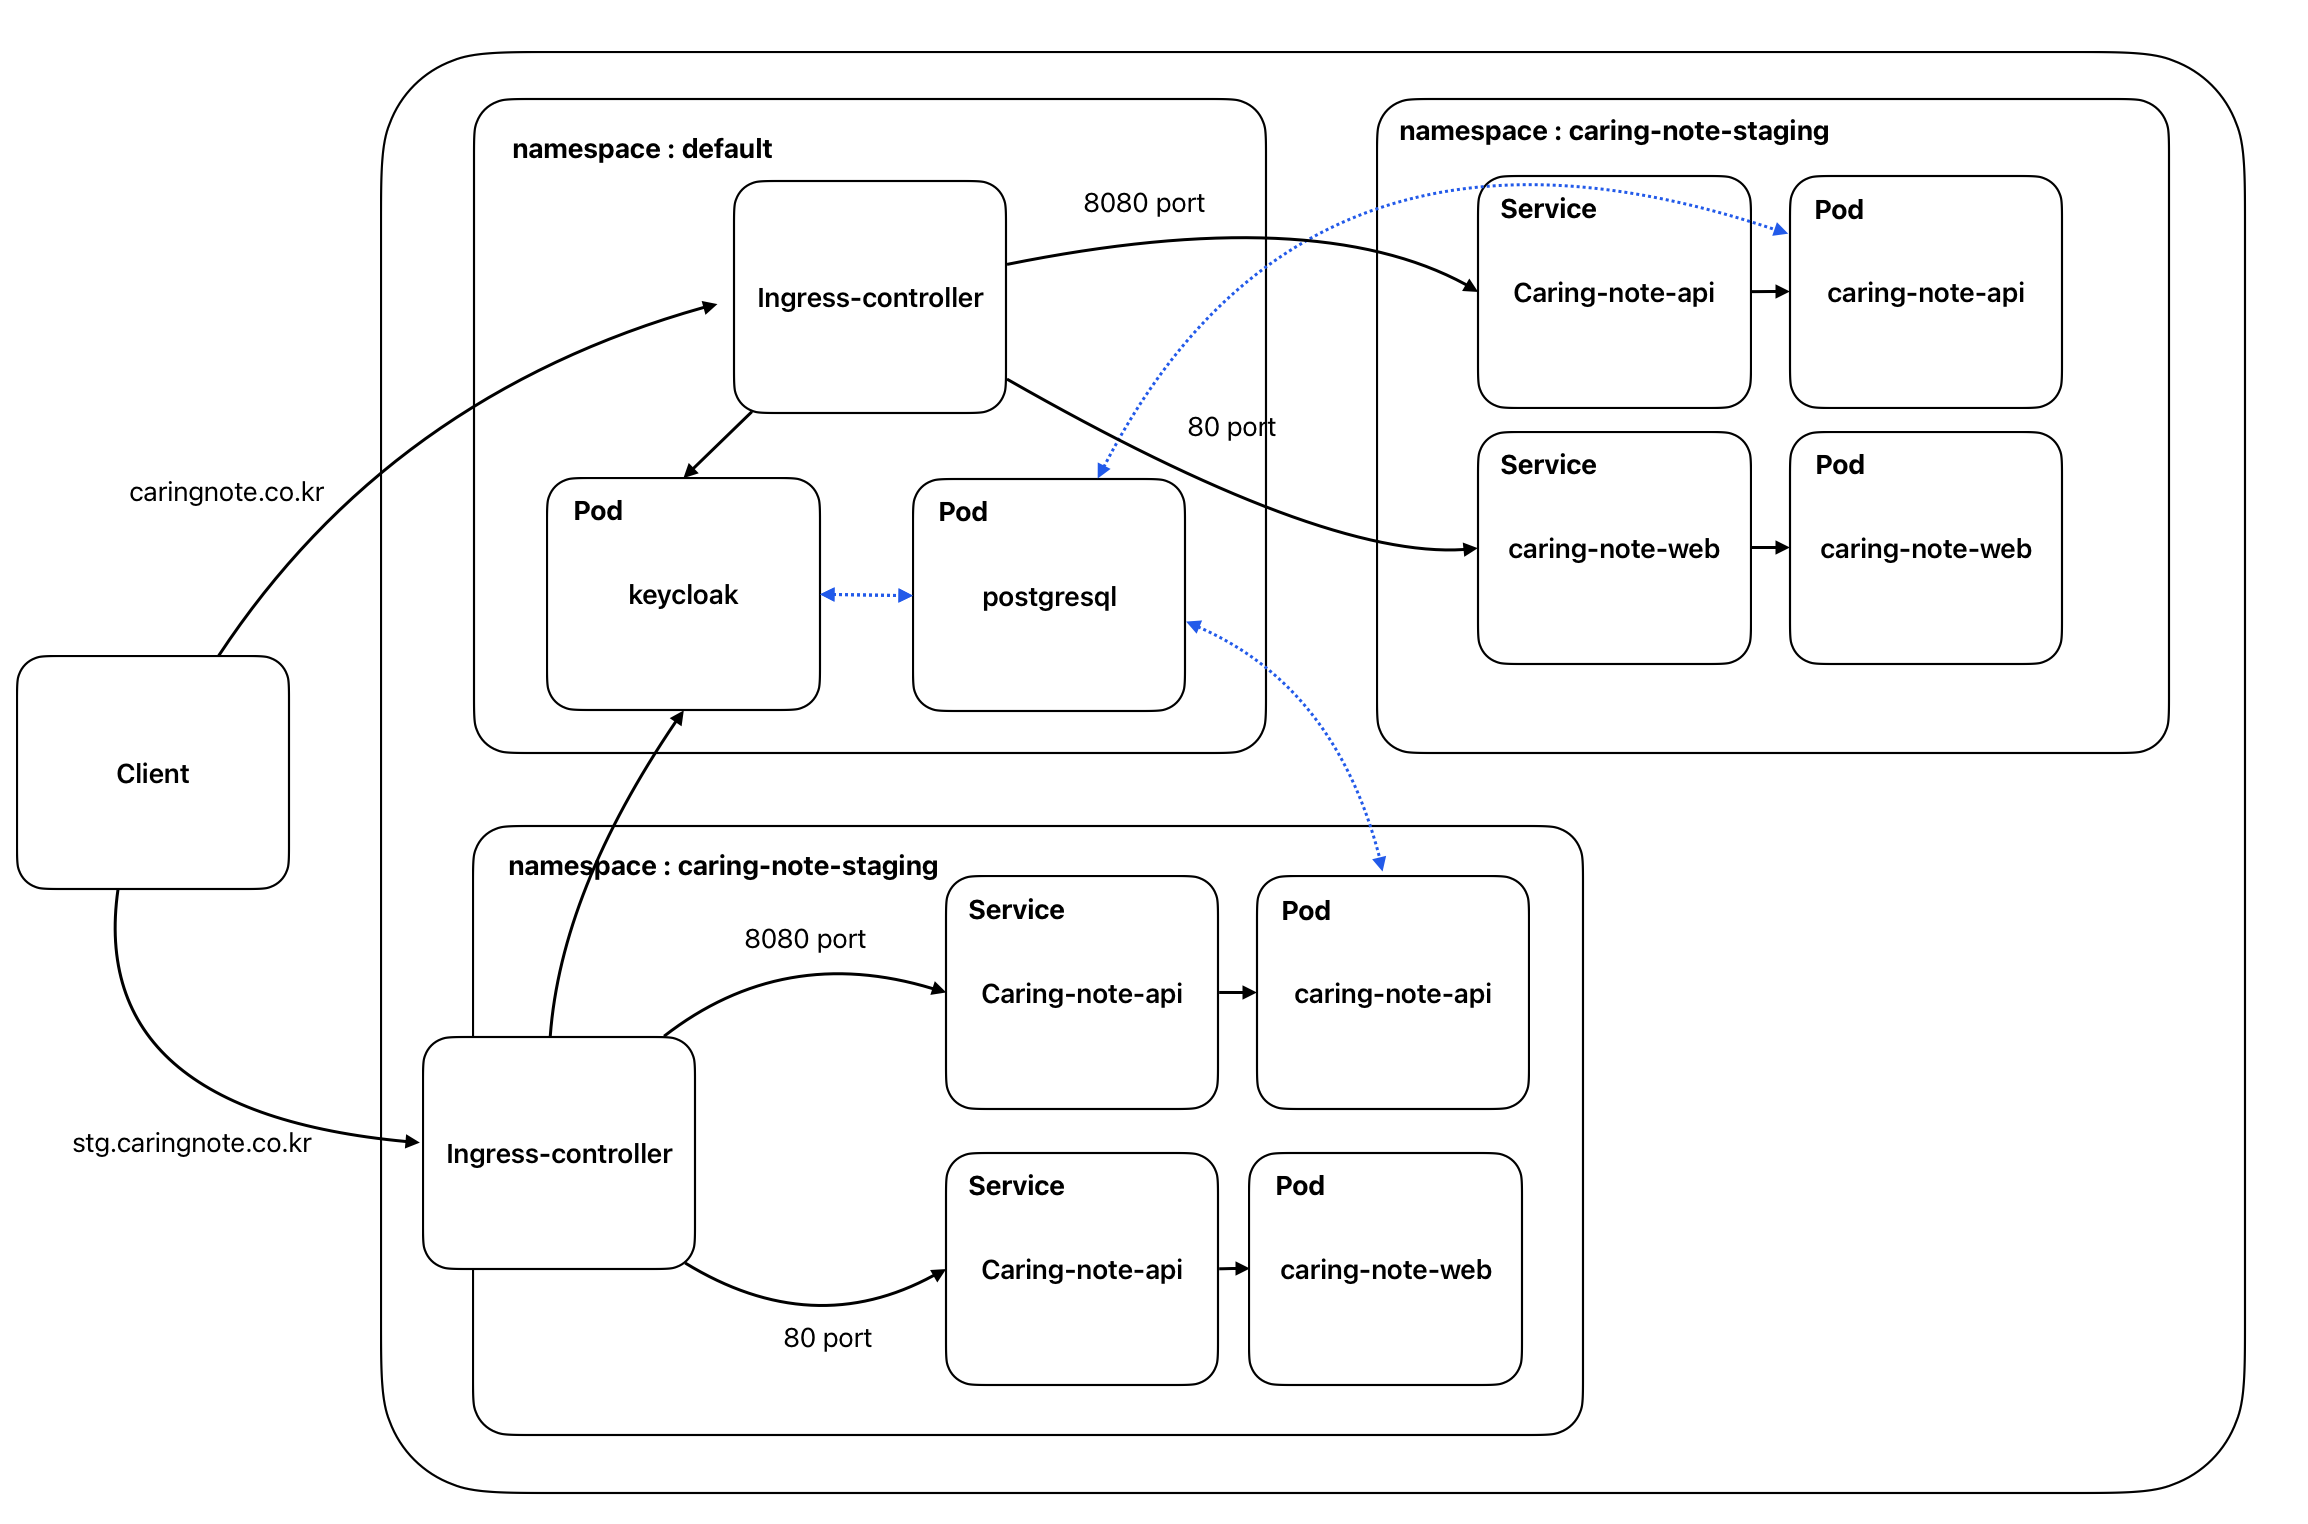 namespace : default
Ingress-controller
8080 port
80 port
Pod
keycloak
Pod
postgresql
namespace : caring-note-staging
Service
Caring-note-api
Pod
caring-note-api
Service
caring-note-web
Pod
caring-note-web
caringnote.co.kr
Client
stg.caringnote.co.kr
namespace : caring-note-staging
Ingress-controller
8080 port
80 port
Service
Caring-note-api
Pod
caring-note-api
Service
Caring-note-api
Pod
caring-note-web